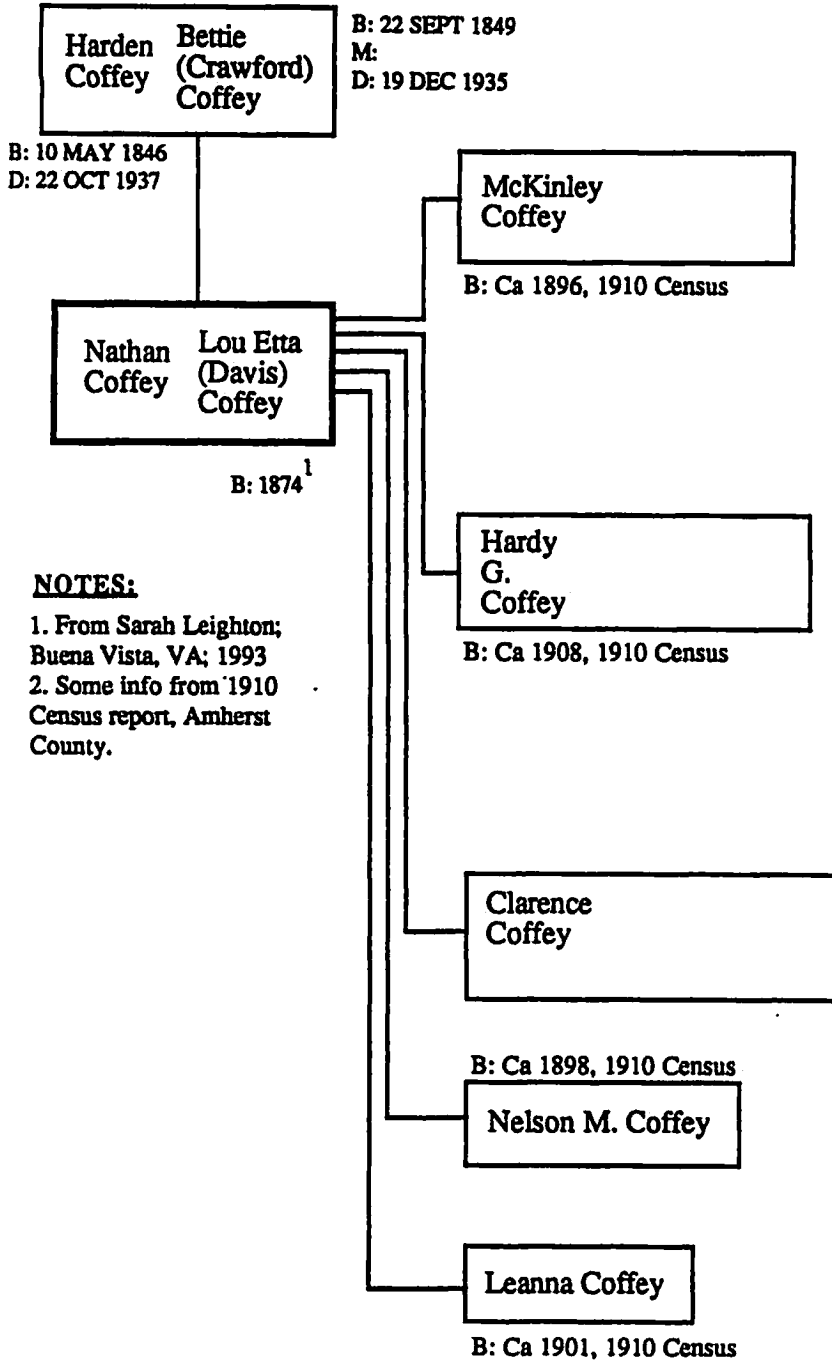 Harden
Coffey
Bettie
(Crawford)
Coffey
B: 22 SEPT 1849
M:
D: 19 DEC 1935
B: 10 MAY 1846
D: 22 OCT 1937
McKinley
Coffey
B: Ca 1896, 1910 Census
Nathan
Coffey
Lou Etta
(Davis)
Coffey
B: 1874 1
Hardy
G.
Coffey
B: Ca 1908, 1910 Census
NOTES:
1. From Sarah Leighton;
Buena Vista, VA; 1993
2. Some info from 1910
Census report, Amherst
County.
Clarence
Coffey
B: Ca 1898, 1910 Census
Nelson M. Coffey
Leanna Coffey
B: Ca 1901, 1910 Census